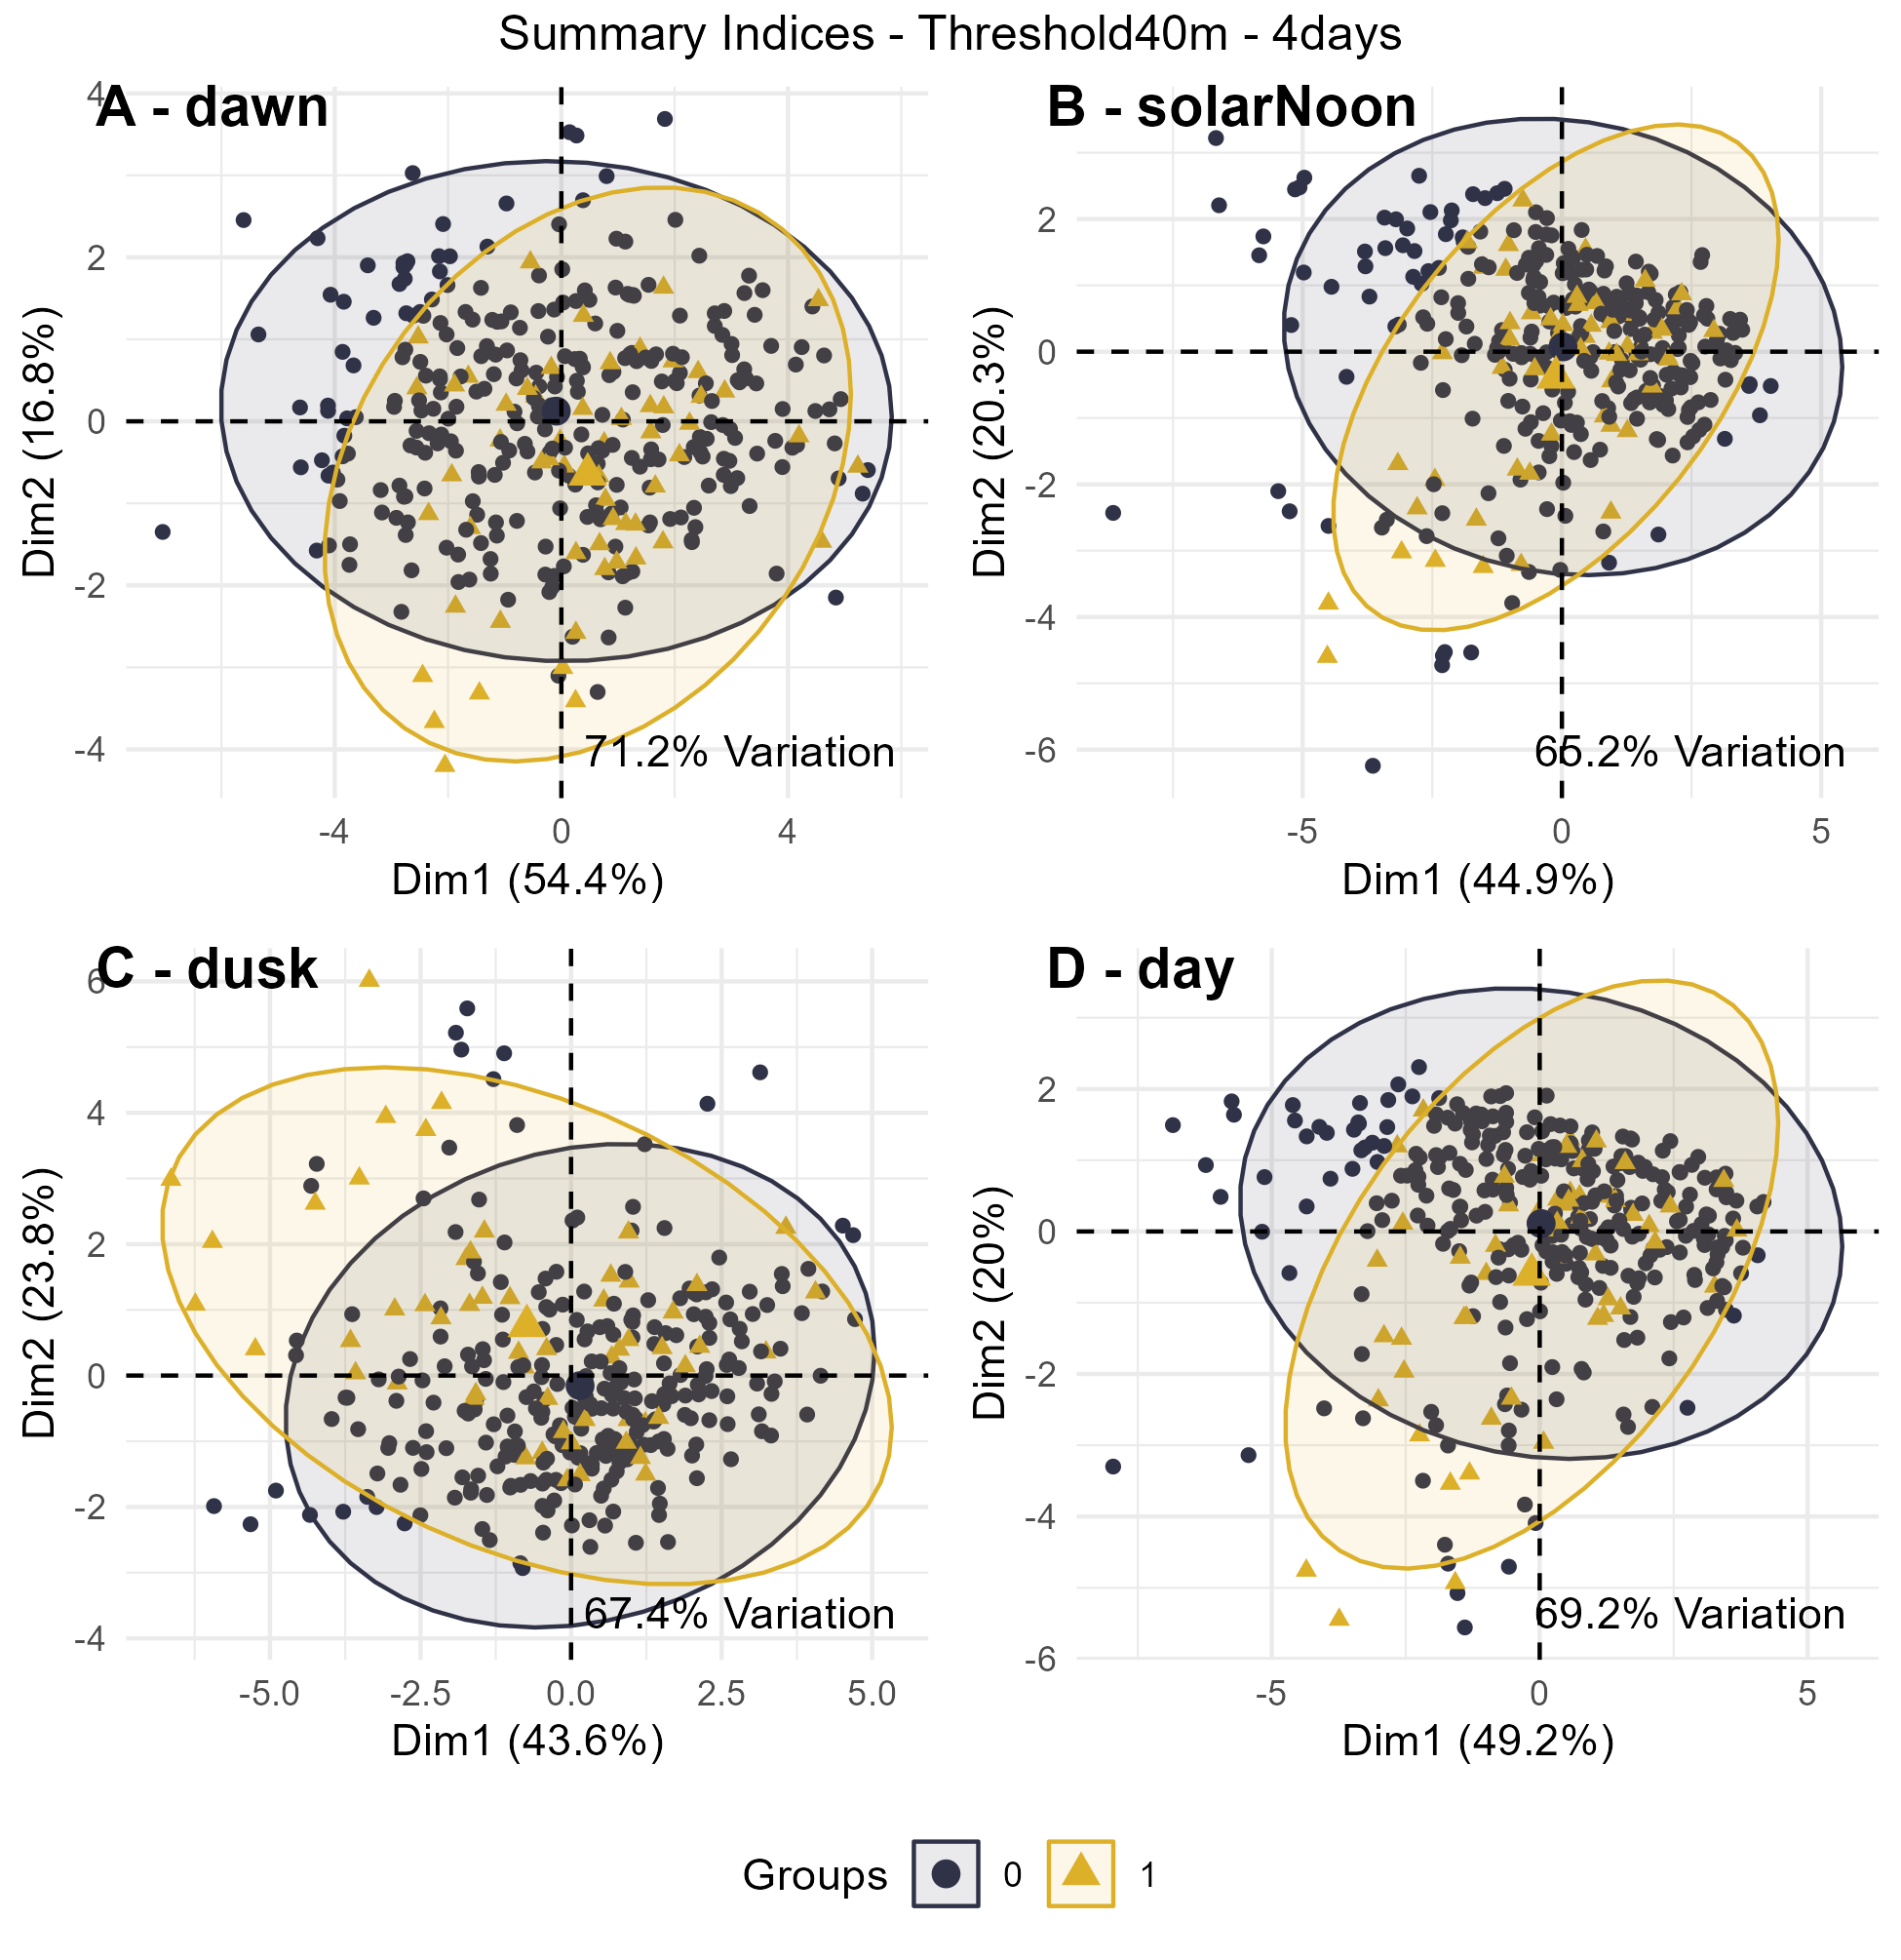 Summary Indices - Threshold40m - 4days
A - dawn
4
2
0
-2
-4
Dim2 (16.8%)
71.2% Variation
-4 0 4
Dim1 (54.4%)
B - solarNoon
2
0
-2
-4
-6
Dim2 (20.3%)
65.2% Variation
-5 0 5
Dim1 (44.9%)
C - dusk
6
4
2
0
-2
-4
Dim2 (23.8%)
67.4% Variation
-5.0 -2.5 0.0 2.5 5.0
Dim1 (43.6%)
D - day
2
0
-2
-4
-6
Dim2 (20%)
69.2% Variation
-5 0 5
Dim1 (49.2%)
Groups 0 1